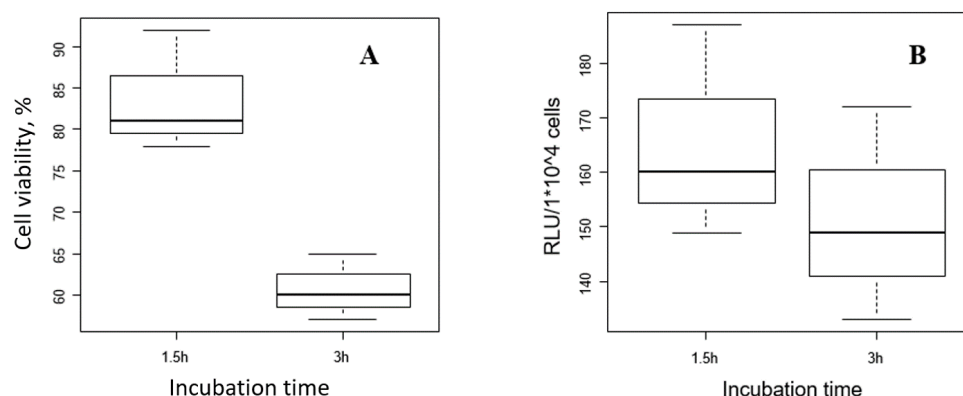 A
Cell viability, %
90
85
80
75
70
65
60
1.5h
3h
Incubation time
B
RLU/1*10^4 cells
180
170
160
150
140
1.5h
3h
Incubation time